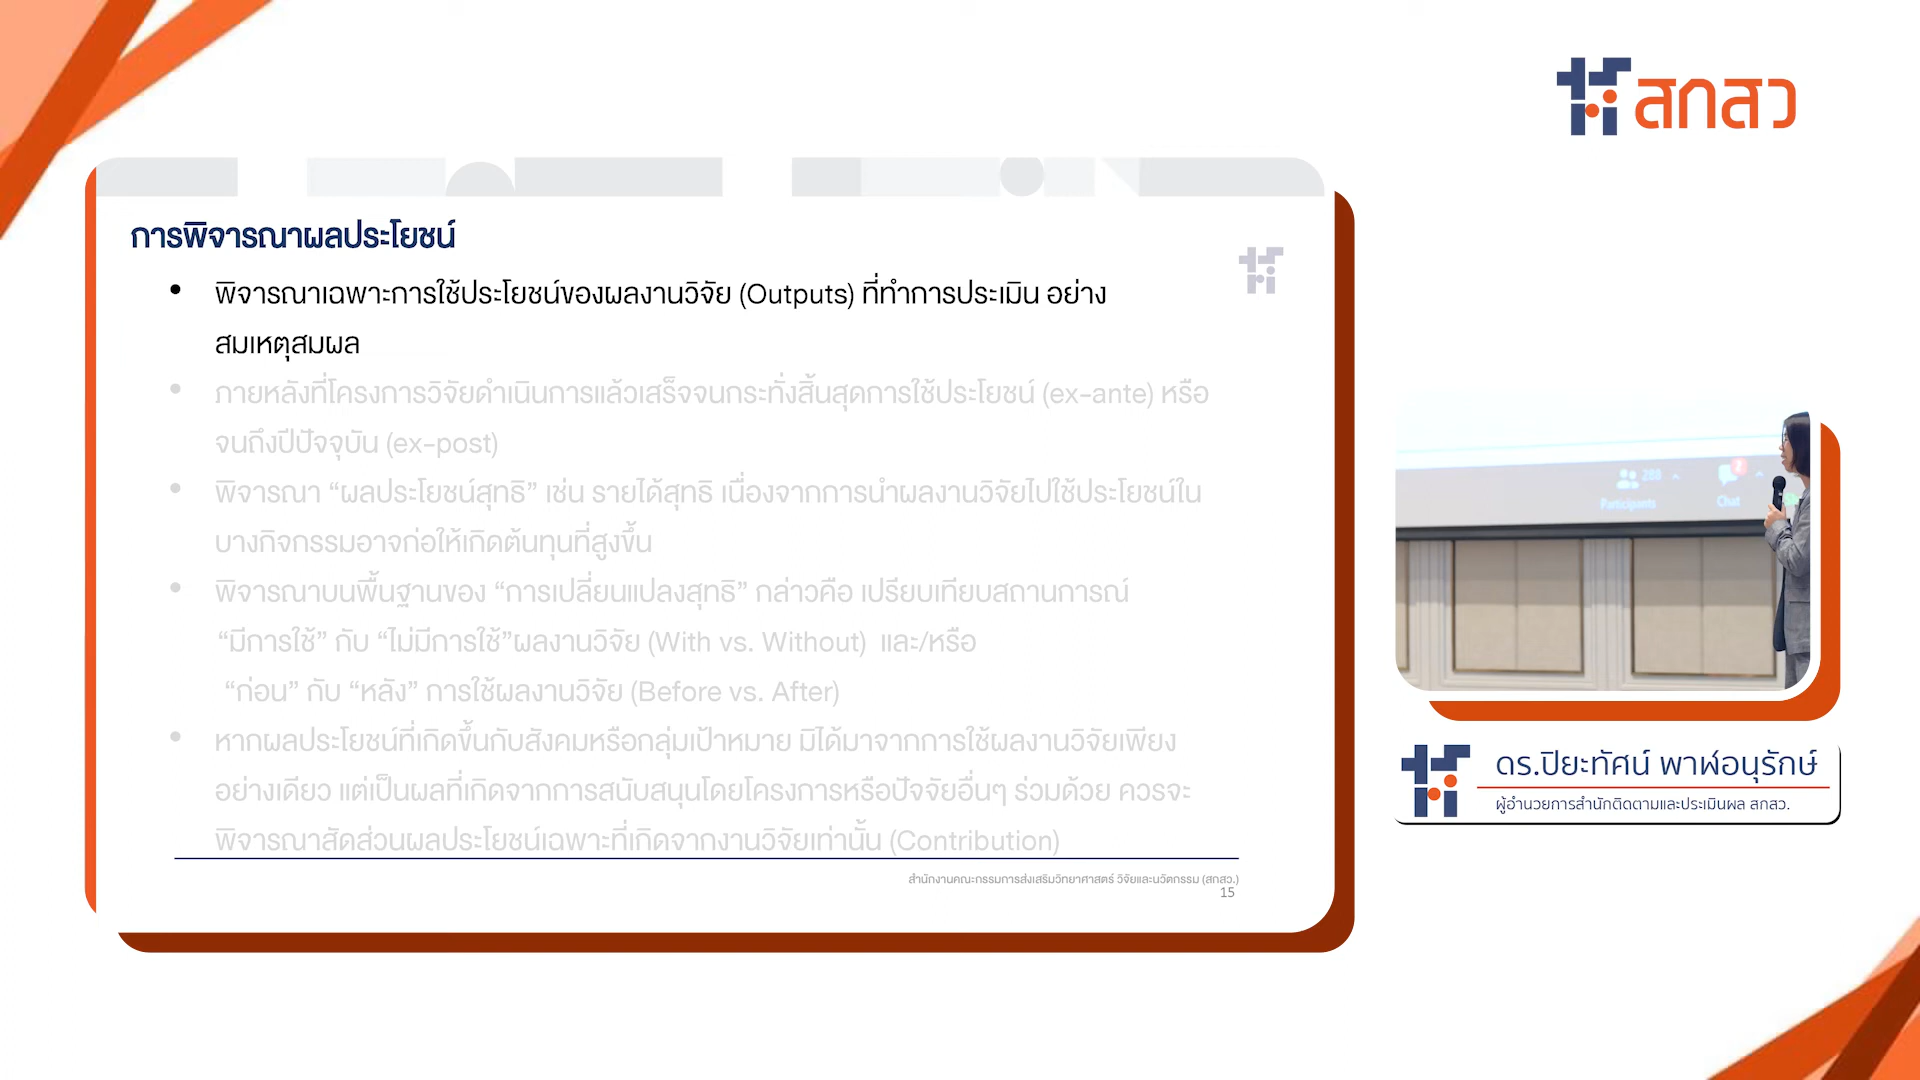 สกสว
การพิจารณาผลประโยชน์
• พิจารณาเฉพาะการใช้ประโยชน์ของผลงานวิจัย (Outputs) ที่ทำการประเมิน อย่าง
สมเหตุสมผล
• ภายหลังที่โครงการวิจัยดำเนินการแล้วเสร็จจนกระทั่งสิ้นสุดการใช้ประโยชน์ (ex-ante) หรือ
จนถึงปีปัจจุบัน (ex-post)
• พิจารณา “ผลประโยชน์สุทธิ” เช่น รายได้สุทธิ เนื่องจากการนำผลงานวิจัยไปใช้ประโยชน์ใน
บางกิจกรรมอาจก่อให้เกิดต้นทุนที่สูงขึ้น
• พิจารณาบนพื้นฐานของ “การเปลี่ยนแปลงสุทธิ” กล่าวคือ เปรียบเทียบสถานการณ์
“มีการใช้” กับ “ไม่มีการใช้”ผลงานวิจัย (With vs. Without) และ/หรือ
“ก่อน” กับ “หลัง” การใช้ผลงานวิจัย (Before vs. After)
• หากผลประโยชน์ที่เกิดขึ้นกับสังคมหรือกลุ่มเป้าหมาย มิได้มาจากการใช้ผลงานวิจัยเพียง
อย่างเดียว แต่เป็นผลที่เกิดจากการสนับสนุนโดยโครงการหรือปัจจัยอื่นๆ ร่วมด้วย ควรจะ
พิจารณาสัดส่วนผลประโยชน์เฉพาะที่เกิดจากงานวิจัยเท่านั้น (Contribution)
สำนักงานคณะกรรมการส่งเสริมวิทยาศาสตร์ วิจัยและนวัตกรรม (สกสว.)
15
Participants
288
Chat
ดร.ปิยะทัศน์ พาฬอนุรักษ์
ผู้อำนวยการสำนักติดตามและประเมินผล สกสว.